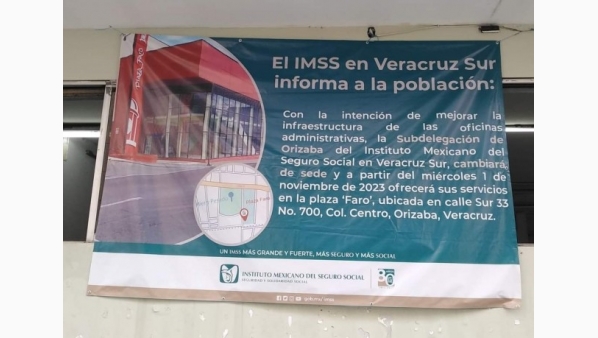 El IMSS en Veracruz Sur
informa a la población:
Con la intención de mejorar la
infraestructura de las oficinas
administrativas, la Subdelegación de
Orizaba del Instituto Mexicano del
Seguro Social en Veracruz Sur, cambiará
de sede y a partir del miércoles 1 de
noviembre de 2023 ofrecerá sus servicios
en la plaza 'Faro', ubicada en calle Sur 33
No. 700, Col. Centro, Orizaba, Veracruz.
UN IMSS MÁS GRANDE Y FUERTE, MÁS SEGURO Y MÁS SOCIAL
INSTITUTO MEXICANO DEL SEGURO SOCIAL